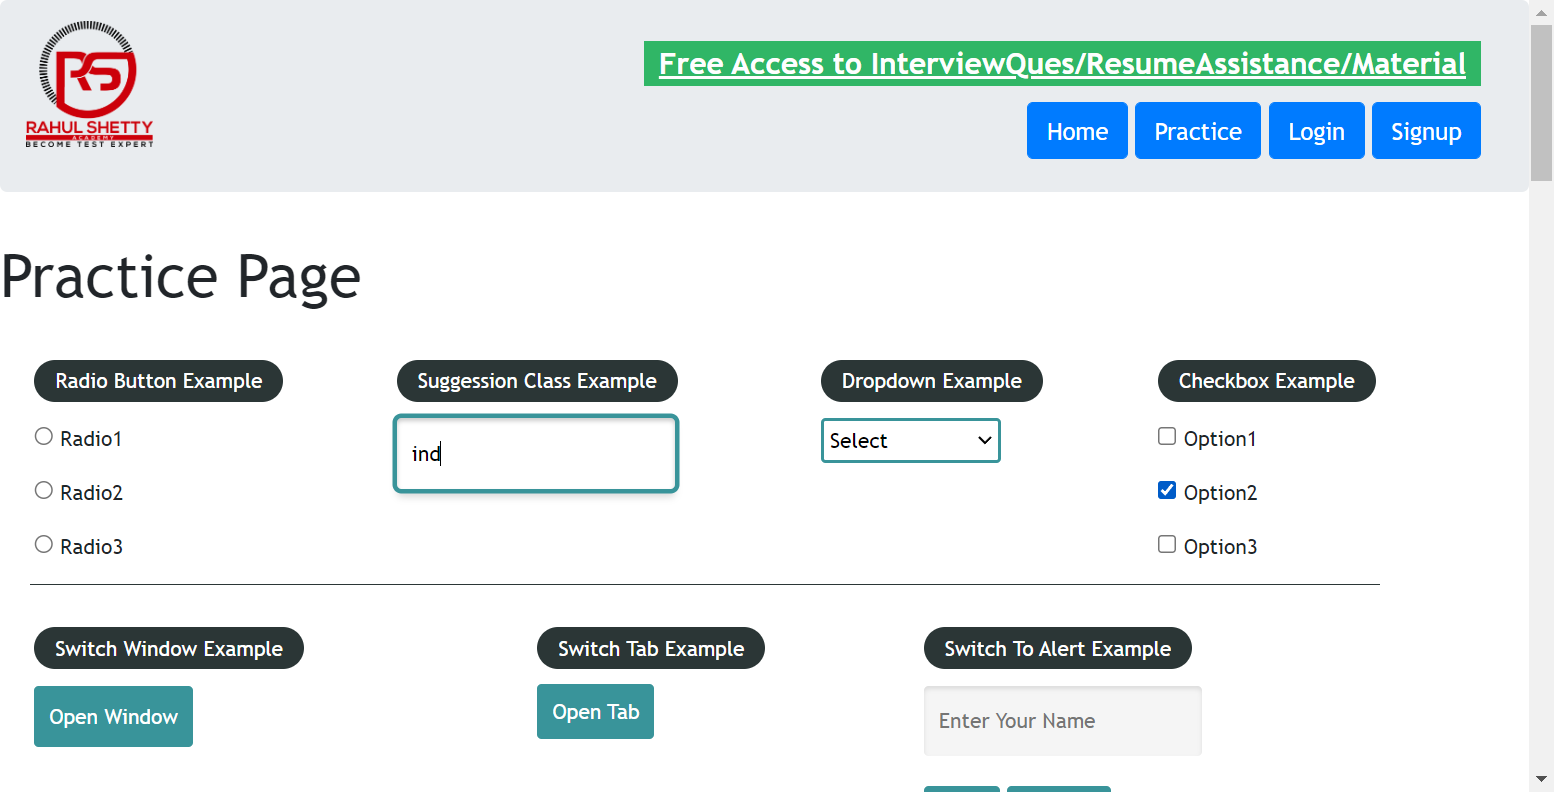 RS
RAHUL SHETTY
ACADEMY
BECOME TEST EXPERT
Free Access to InterviewQues/ResumeAssistance/Material
Home Practice Login Signup
Practice Page
Radio Button Example
Radio1
Radio2
Radio3
Suggession Class Example
ind
Dropdown Example
Select
Checkbox Example
Option1
Option2
Option3
Switch Window Example
Open Window
Switch Tab Example
Open Tab
Switch To Alert Example
Enter Your Name